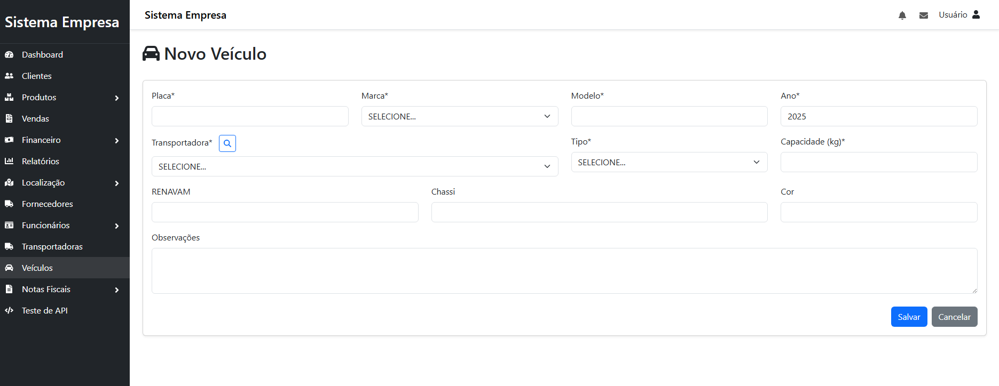 Sistema Empresa
Dashboard
Clientes
Produtos
Vendas
Financeiro
Relatórios
Localização
Fornecedores
Funcionários
Transportadoras
Veículos
Notas Fiscais
Teste de API
Sistema Empresa
Usuário
Novo Veículo
Placa* Marca* Modelo* Ano*
SELECIONE... 2025
Transportadora* Tipo* Capacidade (kg)*
SELECIONE... SELECIONE...
RENAVAM Chassi Cor
Observações
Salvar Cancelar